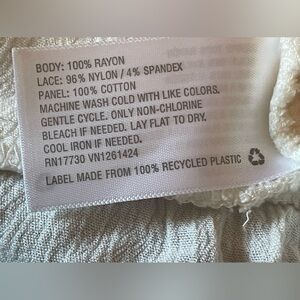 BODY: 100% RAYON
LACE: 96% NYLON / 4% SPANDEX
PANEL: 100% COTTON
MACHINE WASH COLD WITH LIKE COLORS.
GENTLE CYCLE. ONLY NON-CHLORINE
BLEACH IF NEEDED. LAY FLAT TO DRY.
COOL IRON IF NEEDED.
RN17730 VN1261424
LABEL MADE FROM 100% RECYCLED PLASTIC